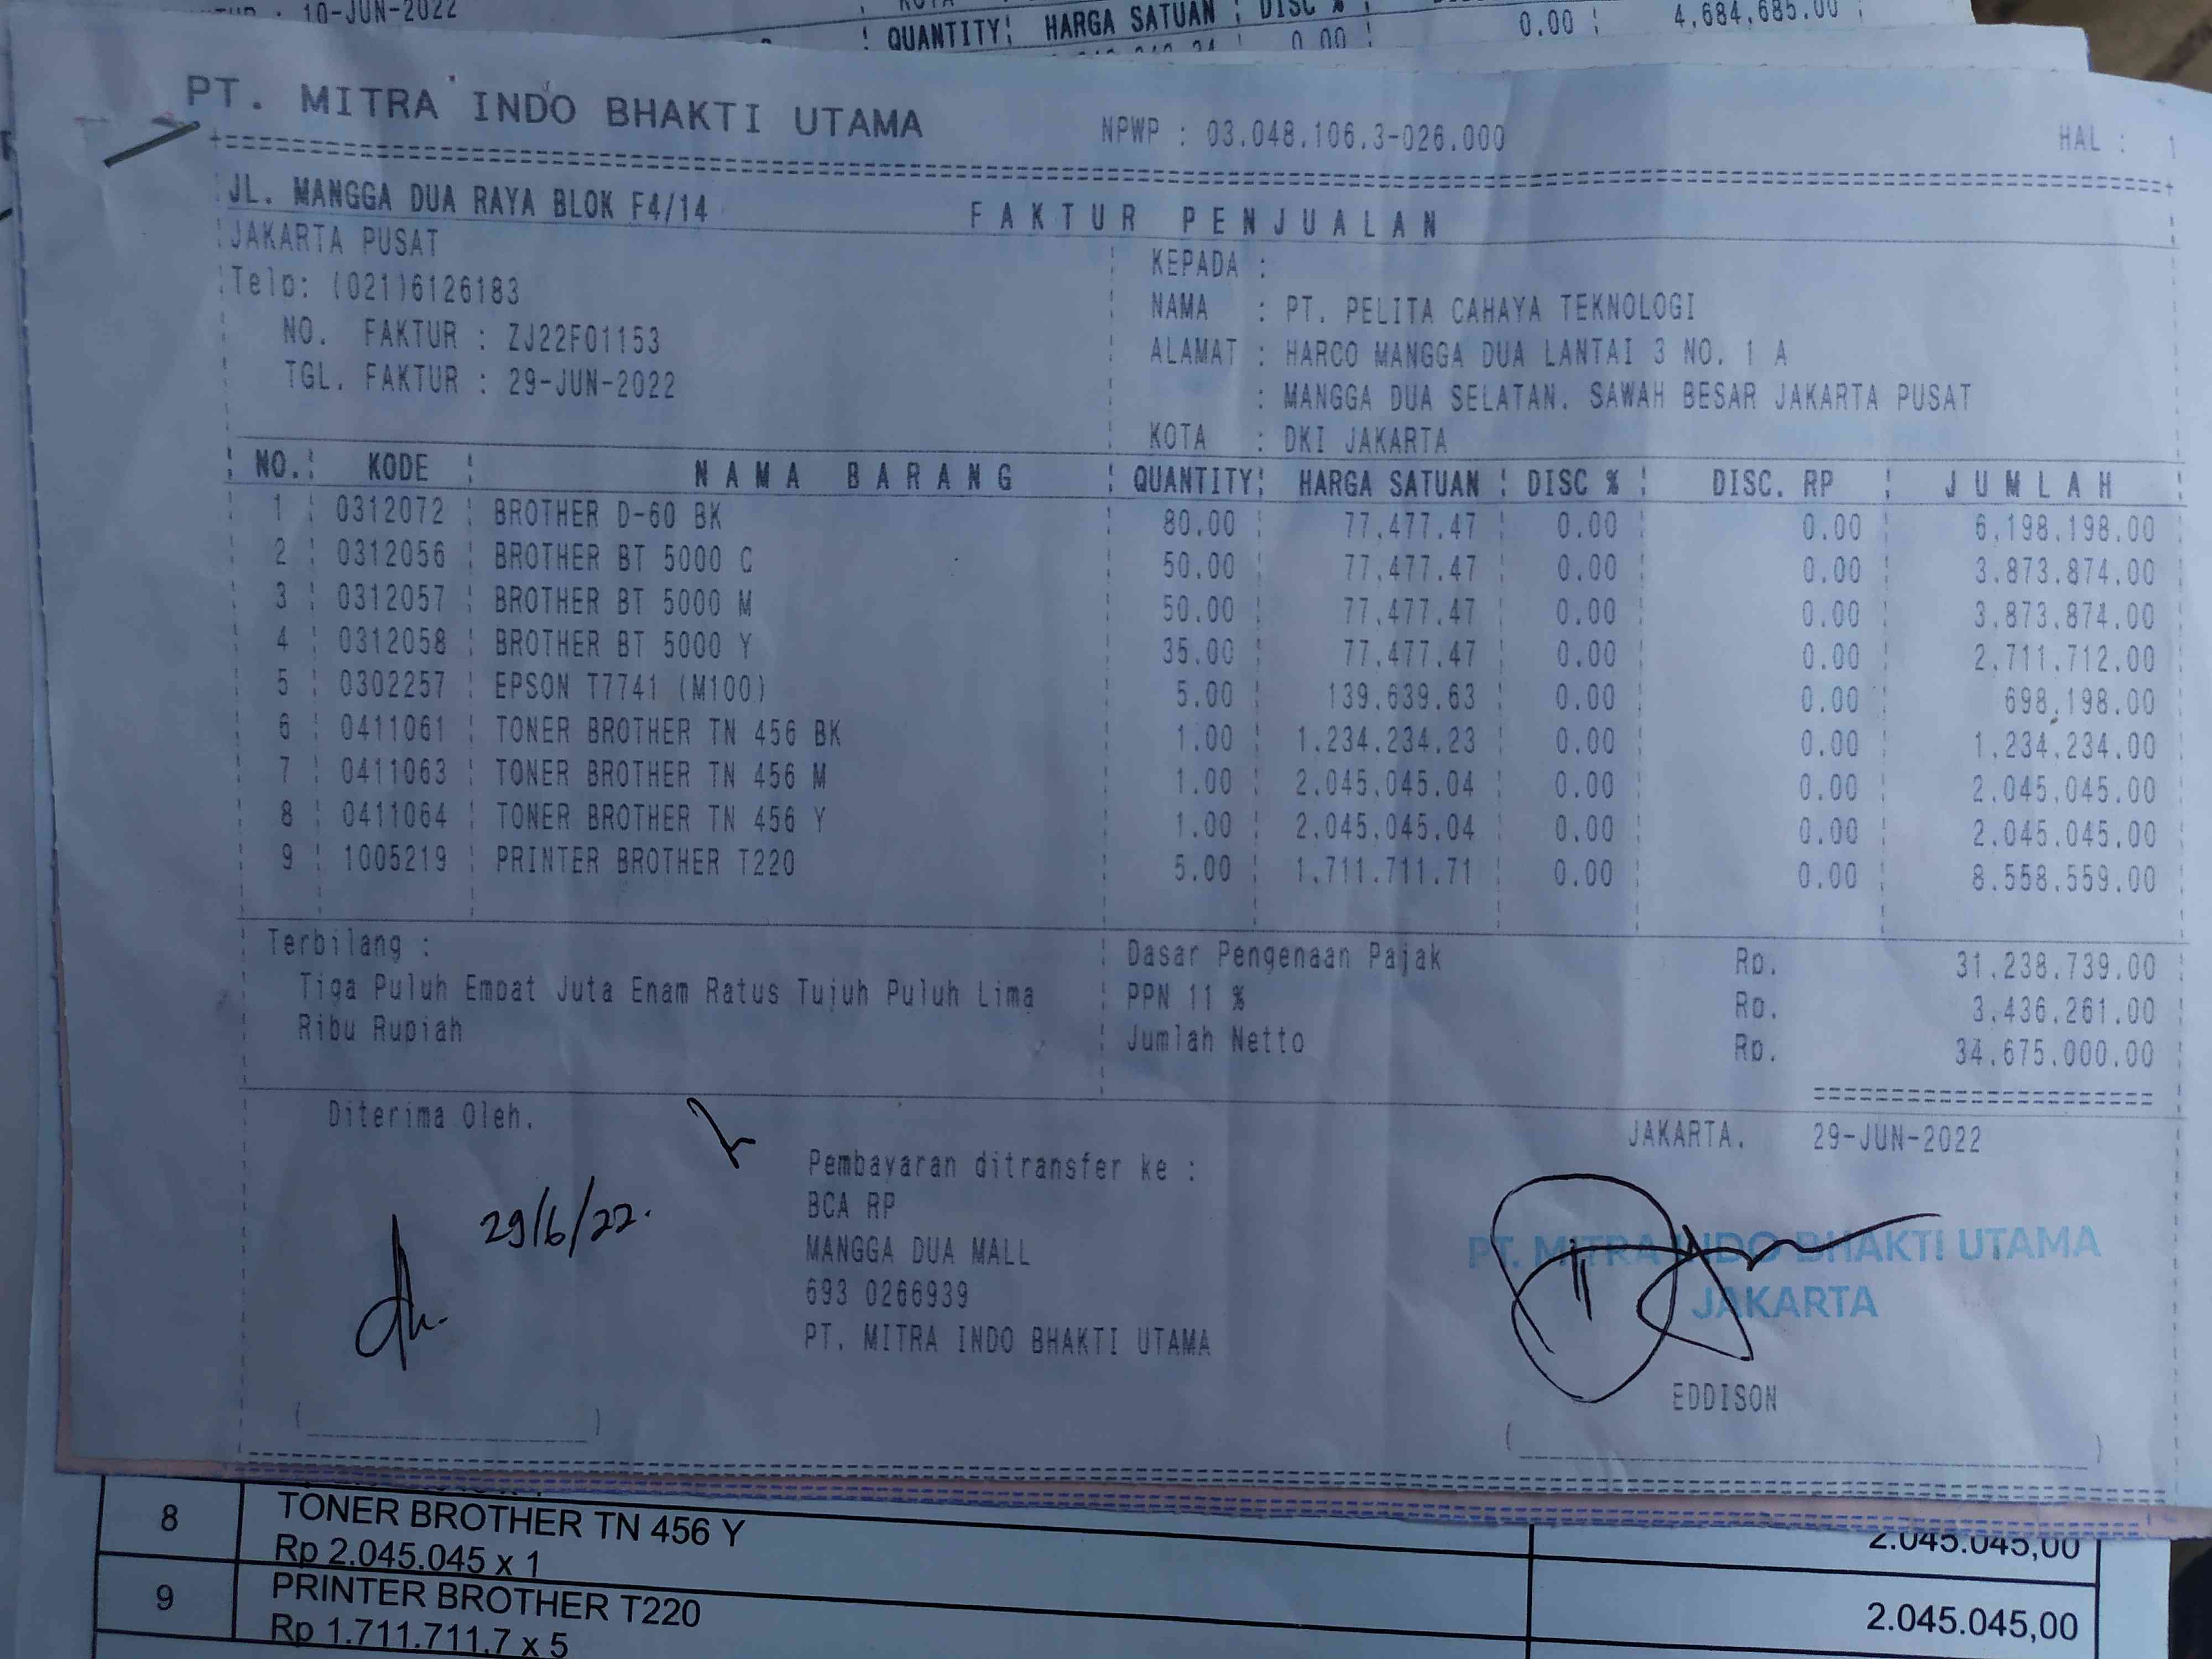 10-JUN-2022
QUANTITY HARGA SATUAN DISC %
0.00 0.00 4,684,685.00
PT. MITRA INDO BHAKTI UTAMA NPWP : 03.048.106.3-026.000 HAL : 1
JL. MANGGA DUA RAYA BLOK F4/14 FAKTUR PENJUALAN
JAKARTA PUSAT KEPADA :
Telp: (021)6126183 NAMA : PT. PELITA CAHAYA TEKNOLOGI
NO. FAKTUR : ZJ22F01153 ALAMAT : HARCO MANGGA DUA LANTAI 3 NO. 1 A
TGL. FAKTUR : 29-JUN-2022 : MANGGA DUA SELATAN. SAWAH BESAR JAKARTA PUSAT
KOTA : DKI JAKARTA
NO. KODE NAMA BARANG QUANTITY HARGA SATUAN DISC % DISC. RP JUMLAH
1 0312072 BROTHER D-60 BK 80.00 77,477.47 0.00 0.00 6,198,198.00
2 0312056 BROTHER BT 5000 C 50.00 77,477.47 0.00 0.00 3,873,874.00
3 0312057 BROTHER BT 5000 M 50.00 77,477.47 0.00 0.00 3,873,874.00
4 0312058 BROTHER BT 5000 Y 35.00 77,477.47 0.00 0.00 2,711,712.00
5 0302257 EPSON T7741 (M100) 5.00 139,639.63 0.00 0.00 698,198.00
6 0411061 TONER BROTHER TN 456 BK 1.00 1,234,234.23 0.00 0.00 1,234,234.00
7 0411063 TONER BROTHER TN 456 M 1.00 2,045,045.04 0.00 0.00 2,045,045.00
8 0411064 TONER BROTHER TN 456 Y 1.00 2,045,045.04 0.00 0.00 2,045,045.00
9 1005219 PRINTER BROTHER T220 5.00 1,711,711.71 0.00 0.00 8,558,559.00
Terbilang : Dasar Pengenaan Pajak Rp. 31,238,739.00
Tiga Puluh Empat Juta Enam Ratus Tujuh Puluh Lima PPN 11 % Rp. 3,436,261.00
Ribu Rupiah Jumlah Netto Rp. 34,675,000.00
Diterima Oleh, JAKARTA, 29-JUN-2022
29/6/22.
Pembayaran ditransfer ke :
BCA RP
MANGGA DUA MALL
693 0266939
PT. MITRA INDO BHAKTI UTAMA
PT. MITRA INDO BHAKTI UTAMA
JAKARTA
EDDISON
8 TONER BROTHER TN 456 Y 2.045.045,00
Rp 2.045.045 x 1
9 PRINTER BROTHER T220 2.045.045,00
Rp 1.711.711,7 x 5